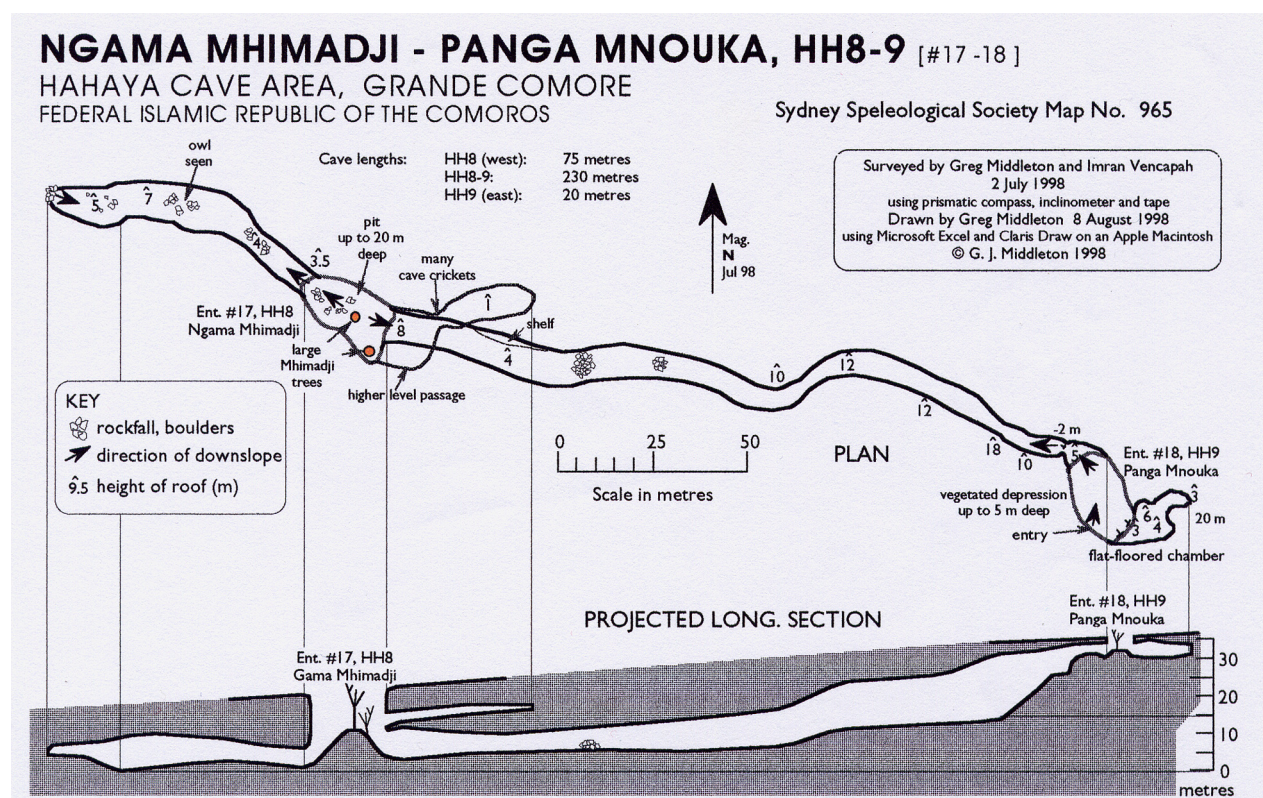 NGAMA MHIMADJI - PANGA MNOUKA, HH8-9 [#17 -18 ]
HAHAYA CAVE AREA, GRANDE COMORE
FEDERAL ISLAMIC REPUBLIC OF THE COMOROS
Sydney Speleological Society Map No. 965
Cave lengths: HH8 (west): 75 metres
HH8-9: 230 metres
HH9 (east): 20 metres
Surveyed by Greg Middleton and Imran Vencapah
2 July 1998
using prismatic compass, inclinometer and tape
Drawn by Greg Middleton 8 August 1998
using Microsoft Excel and Claris Draw on an Apple Macintosh
© G. J. Middleton 1998
Mag.
N
Jul 98
owl
seen
5
7
4
3.5
pit
up to 20 m
deep
many
cave crickets
1
shelf
8
4
Ent. #17, HH8
Ngama Mhimadji
large
Mhimadji
trees
higher level passage
10
12
12
18
10
-2 m
5
Ent. #18, HH9
Panga Mnouka
3
6
4
3
20 m
vegetated depression
up to 5 m deep
entry
flat-floored chamber
KEY
rockfall, boulders
direction of downslope
9.5 height of roof (m)
0 25 50
Scale in metres
PLAN
PROJECTED LONG. SECTION
Ent. #17, HH8
Gama Mhimadji
Ent. #18, HH9
Panga Mnouka
30
20
10
0
metres